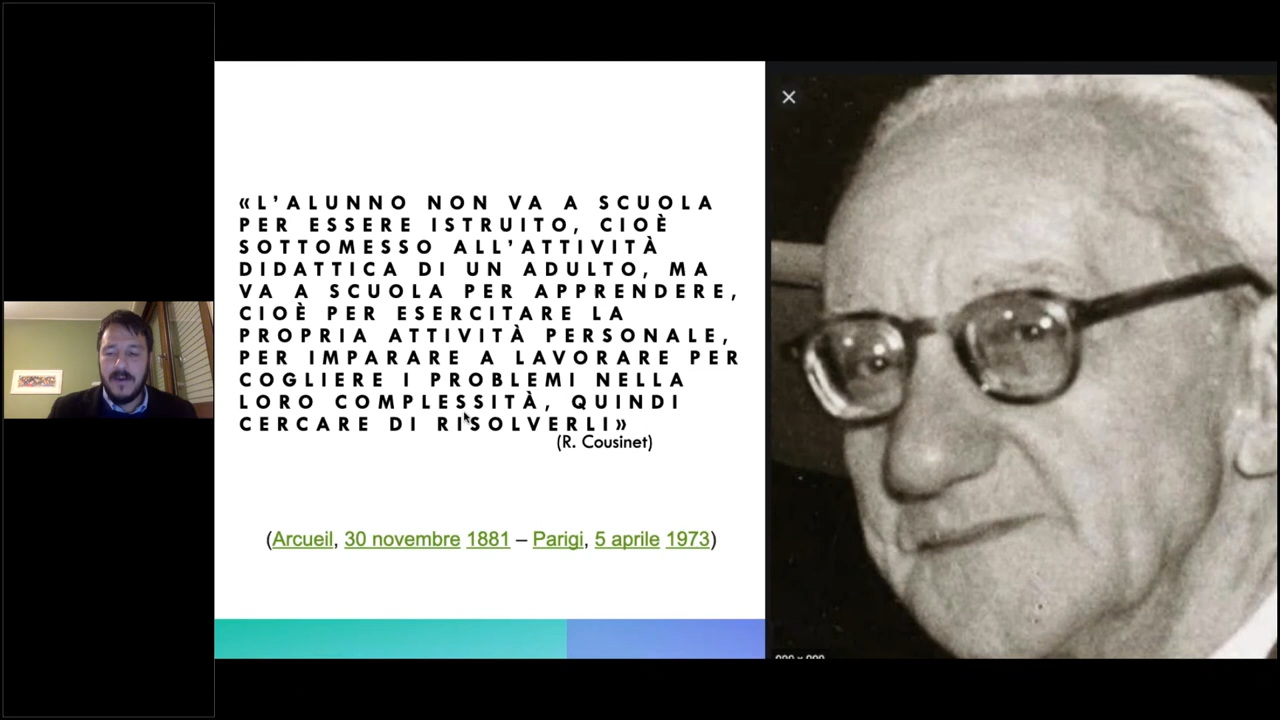 «L’ALUNNO NON VA A SCUOLA
PER ESSERE ISTRUITO, CIOÈ
SOTTOMESSO ALL’ATTIVITÀ
DIDATTICA DI UN ADULTO, MA
VA A SCUOLA PER APPRENDERE,
CIOÈ PER ESERCITARE LA
PROPRIA ATTIVITÀ PERSONALE,
PER IMPARARE A LAVORARE PER
COGLIERE I PROBLEMI NELLA
LORO COMPLESSITÀ, QUINDI
CERCARE DI RISOLVERLI»
(R. Cousinet)
(Arcueil, 30 novembre 1881 – Parigi, 5 aprile 1973)